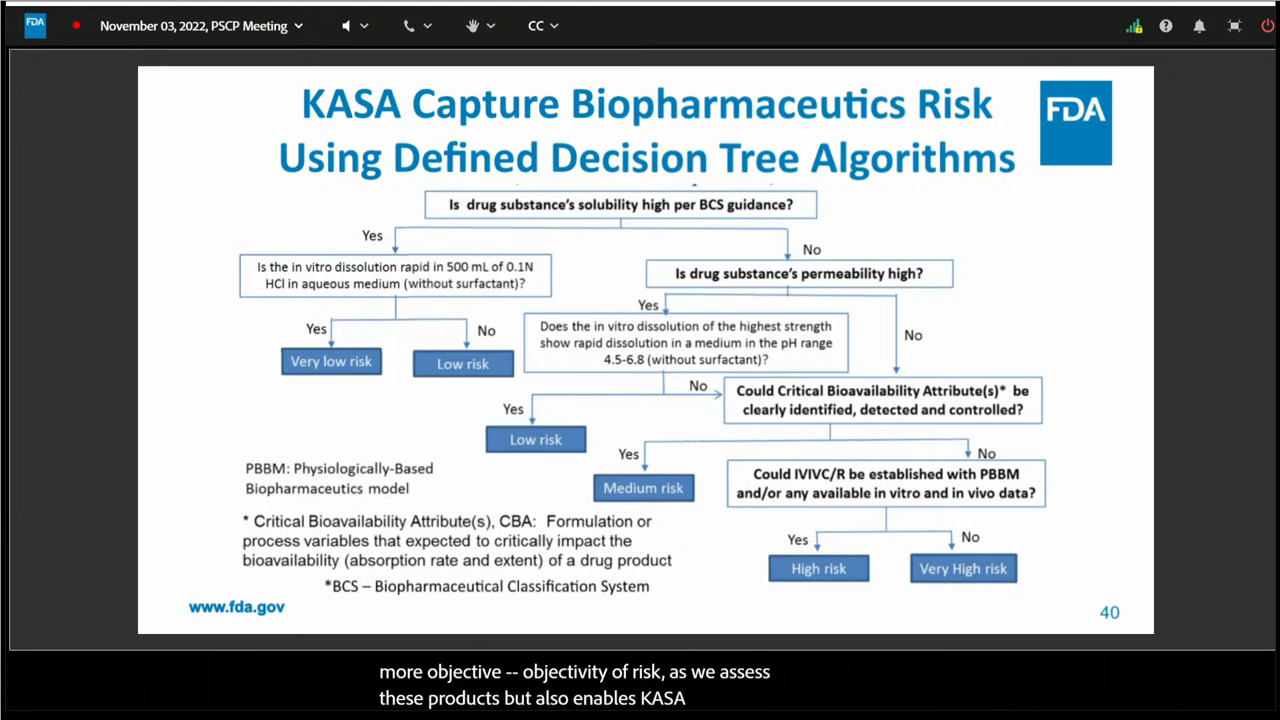 FDA
November 03, 2022, PSCP Meeting
CC
KASA Capture Biopharmaceutics Risk
Using Defined Decision Tree Algorithms
FDA
Is drug substance's solubility high per BCS guidance?
Yes
No
Is the in vitro dissolution rapid in 500 mL of 0.1N
HCl in aqueous medium (without surfactant)?
Is drug substance's permeability high?
Yes
No
Yes
No
Does the in vitro dissolution of the highest strength
show rapid dissolution in a medium in the pH range
4.5-6.8 (without surfactant)?
Very low risk
Low risk
No
Could Critical Bioavailability Attribute(s)* be
clearly identified, detected and controlled?
Yes
Low risk
Yes
No
PBBM: Physiologically-Based
Biopharmaceutics model
Medium risk
Could IVIVC/R be established with PBBM
and/or any available in vitro and in vivo data?
* Critical Bioavailability Attribute(s), CBA: Formulation or
process variables that expected to critically impact the
bioavailability (absorption rate and extent) of a drug product
Yes
No
High risk
Very High risk
*BCS – Biopharmaceutical Classification System
www.fda.gov
40
more objective -- objectivity of risk, as we assess
these products but also enables KASA